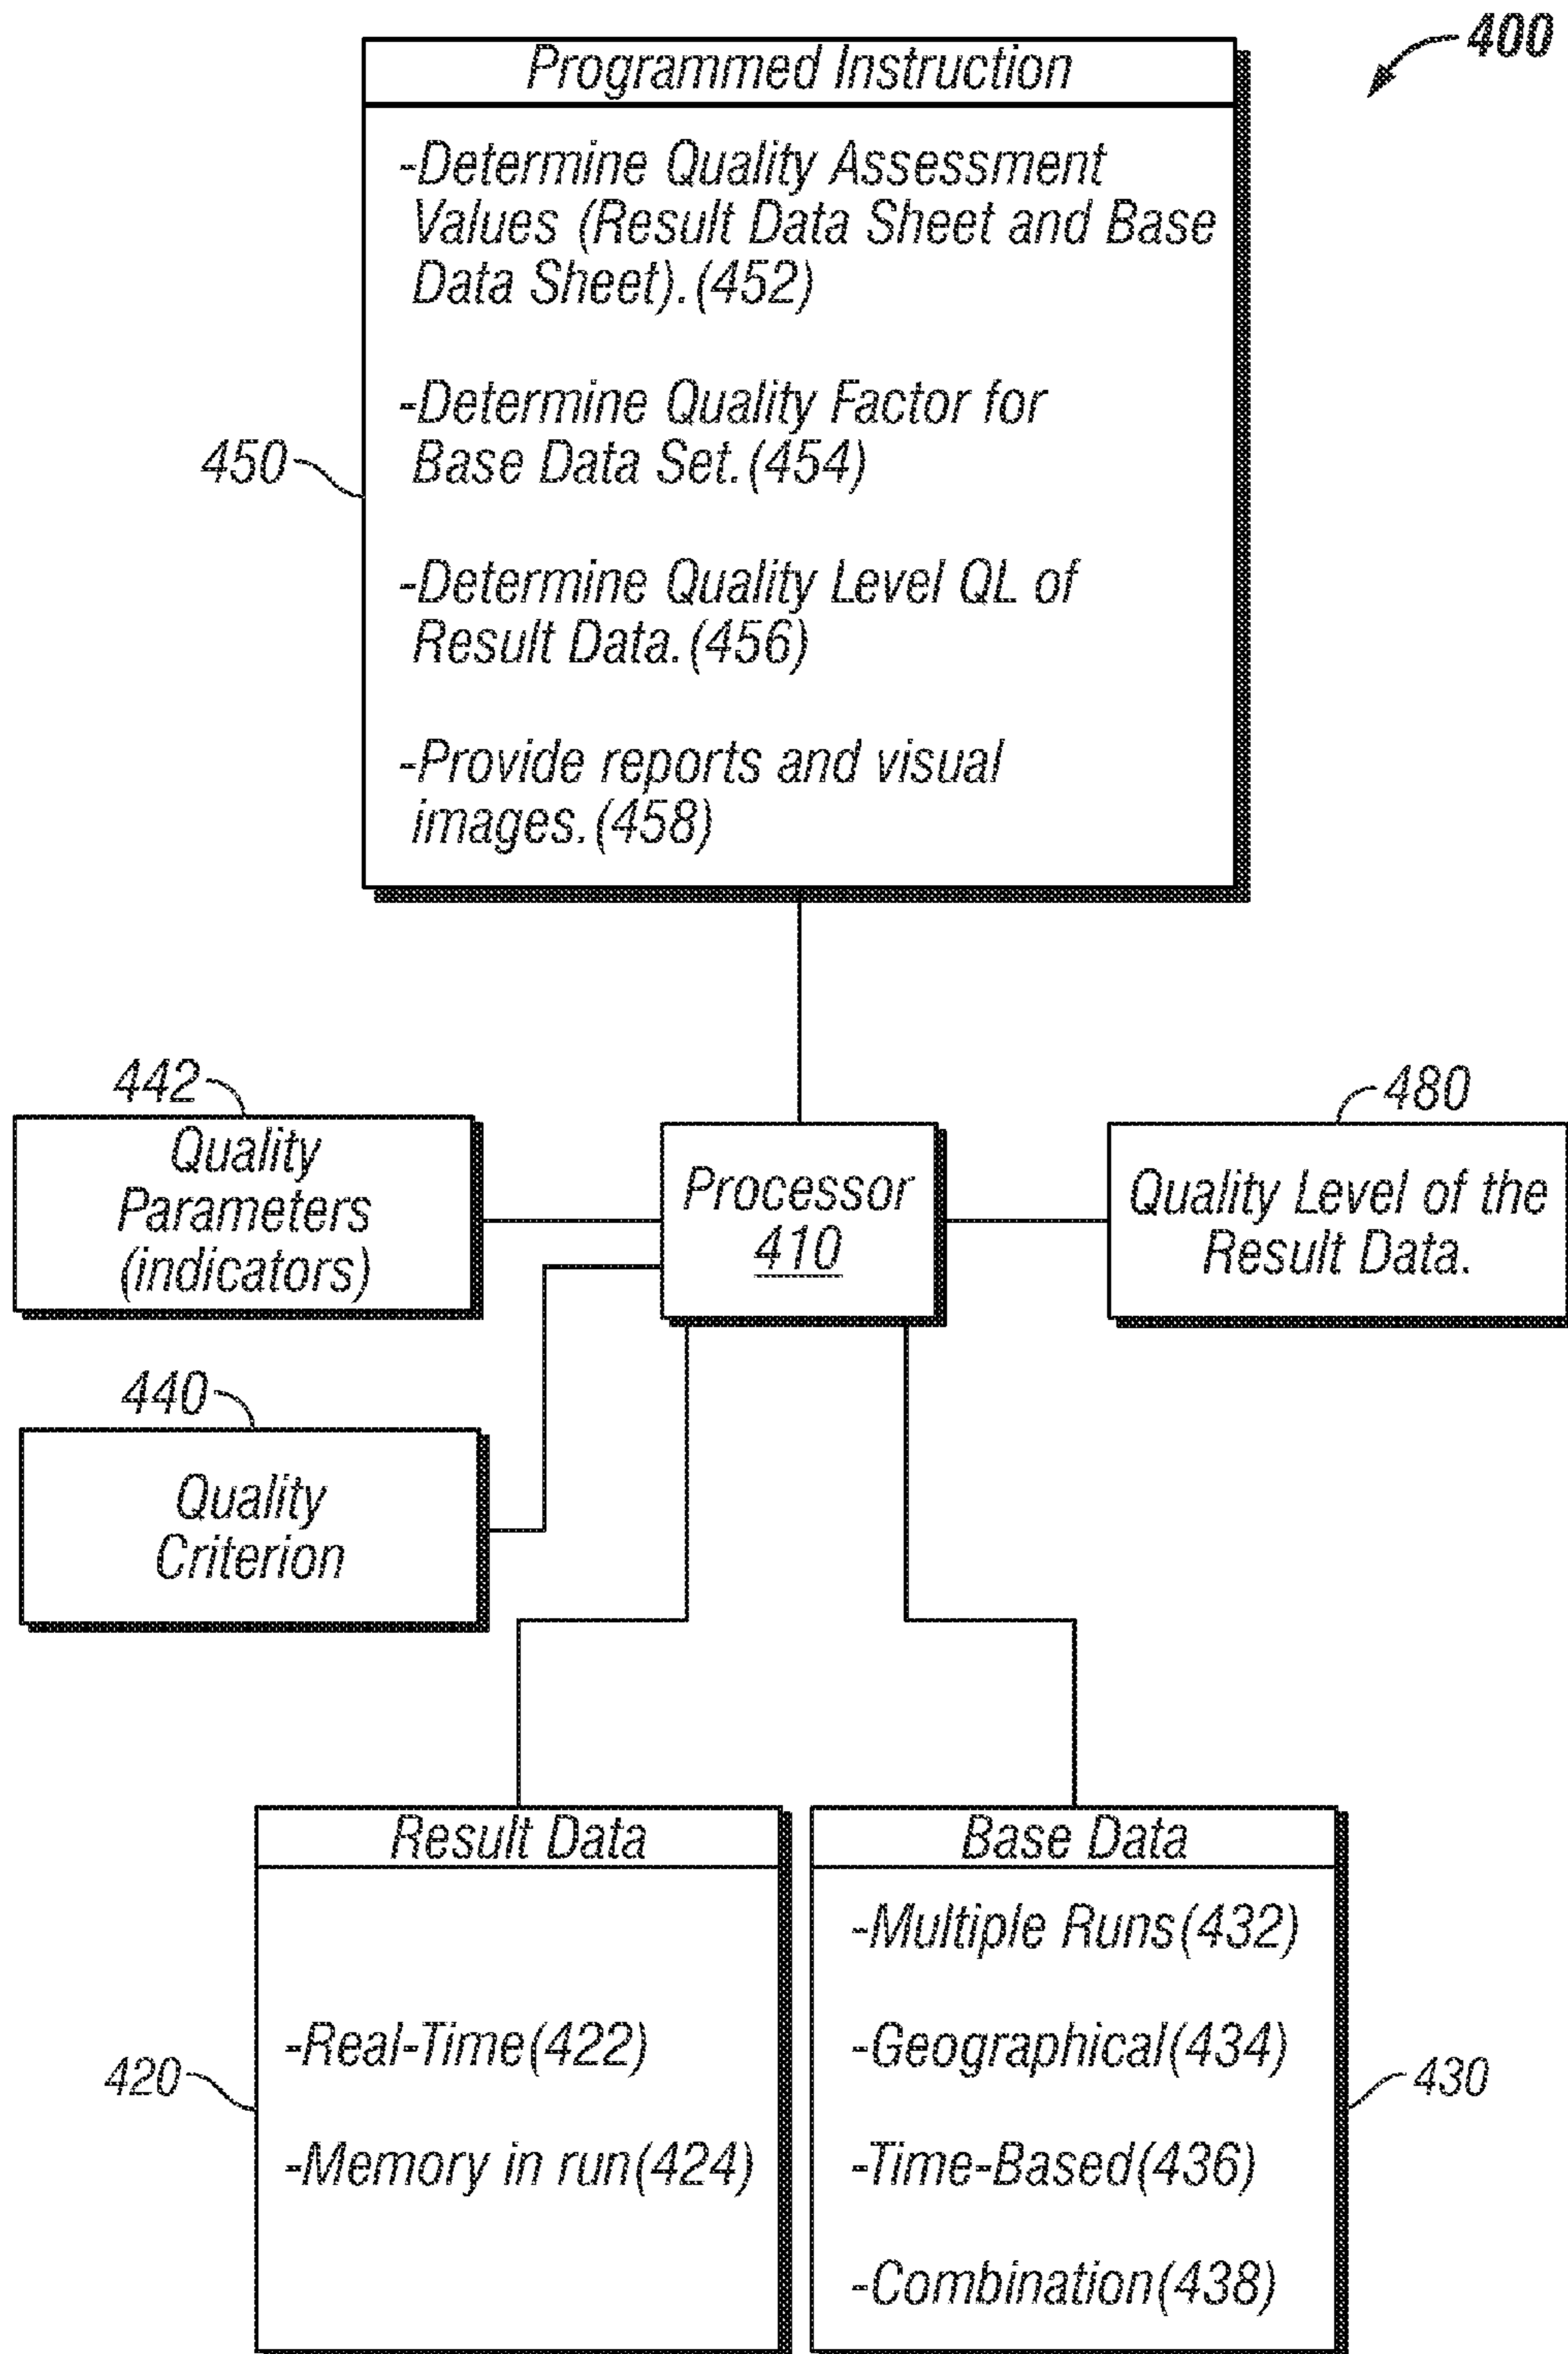 400
Programmed Instruction
-Determine Quality Assessment
Values (Result Data Sheet and Base
Data Sheet).(452)
-Determine Quality Factor for
Base Data Set.(454)
450
-Determine Quality Level QL of
Result Data.(456)
-Provide reports and visual
images.(458)
442
Quality
Parameters
(indicators)
Processor
410
480
Quality Level of the
Result Data.
440
Quality
Criterion
Result Data
-Real-Time(422)
-Memory in run(424)
420
Base Data
-Multiple Runs(432)
-Geographical(434)
-Time-Based(436)
-Combination(438)
430